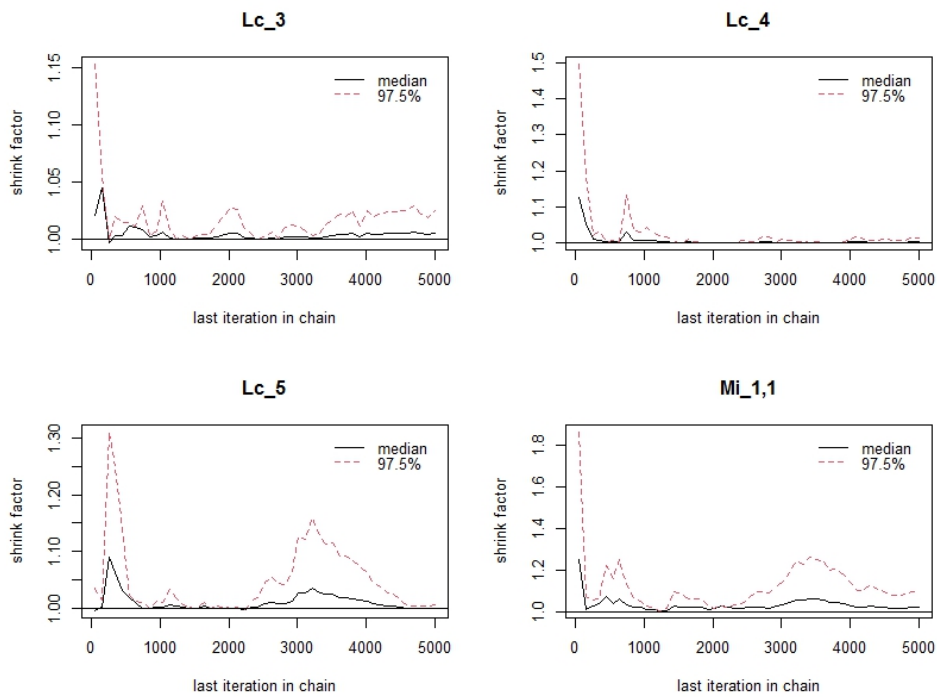 Lc_3
shrink factor
1.00 1.05 1.10 1.15
median
97.5%
0 1000 2000 3000 4000 5000
last iteration in chain
Lc_4
shrink factor
1.0 1.1 1.2 1.3 1.4 1.5
median
97.5%
0 1000 2000 3000 4000 5000
last iteration in chain
Lc_5
shrink factor
1.00 1.10 1.20 1.30
median
97.5%
0 1000 2000 3000 4000 5000
last iteration in chain
Mi_1,1
shrink factor
1.0 1.2 1.4 1.6 1.8
median
97.5%
0 1000 2000 3000 4000 5000
last iteration in chain